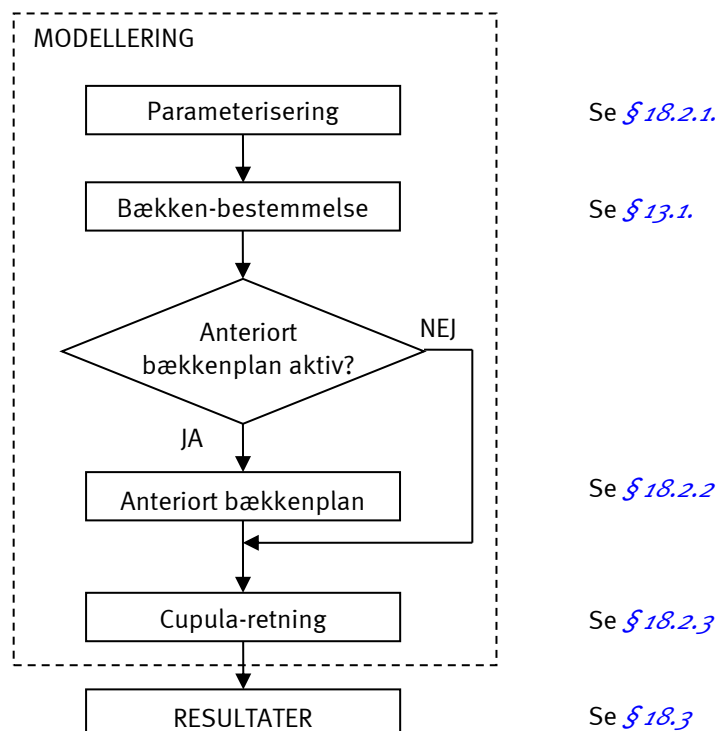 MODELLERING
Parameterisering
Se § 18.2.1.
Bækken-bestemmelse
Se § 13.1.
Anteriort
bækkenplan aktiv?
NEJ
JA
Anteriort bækkenplan
Se § 18.2.2
Cupula-retning
Se § 18.2.3
RESULTATER
Se § 18.3